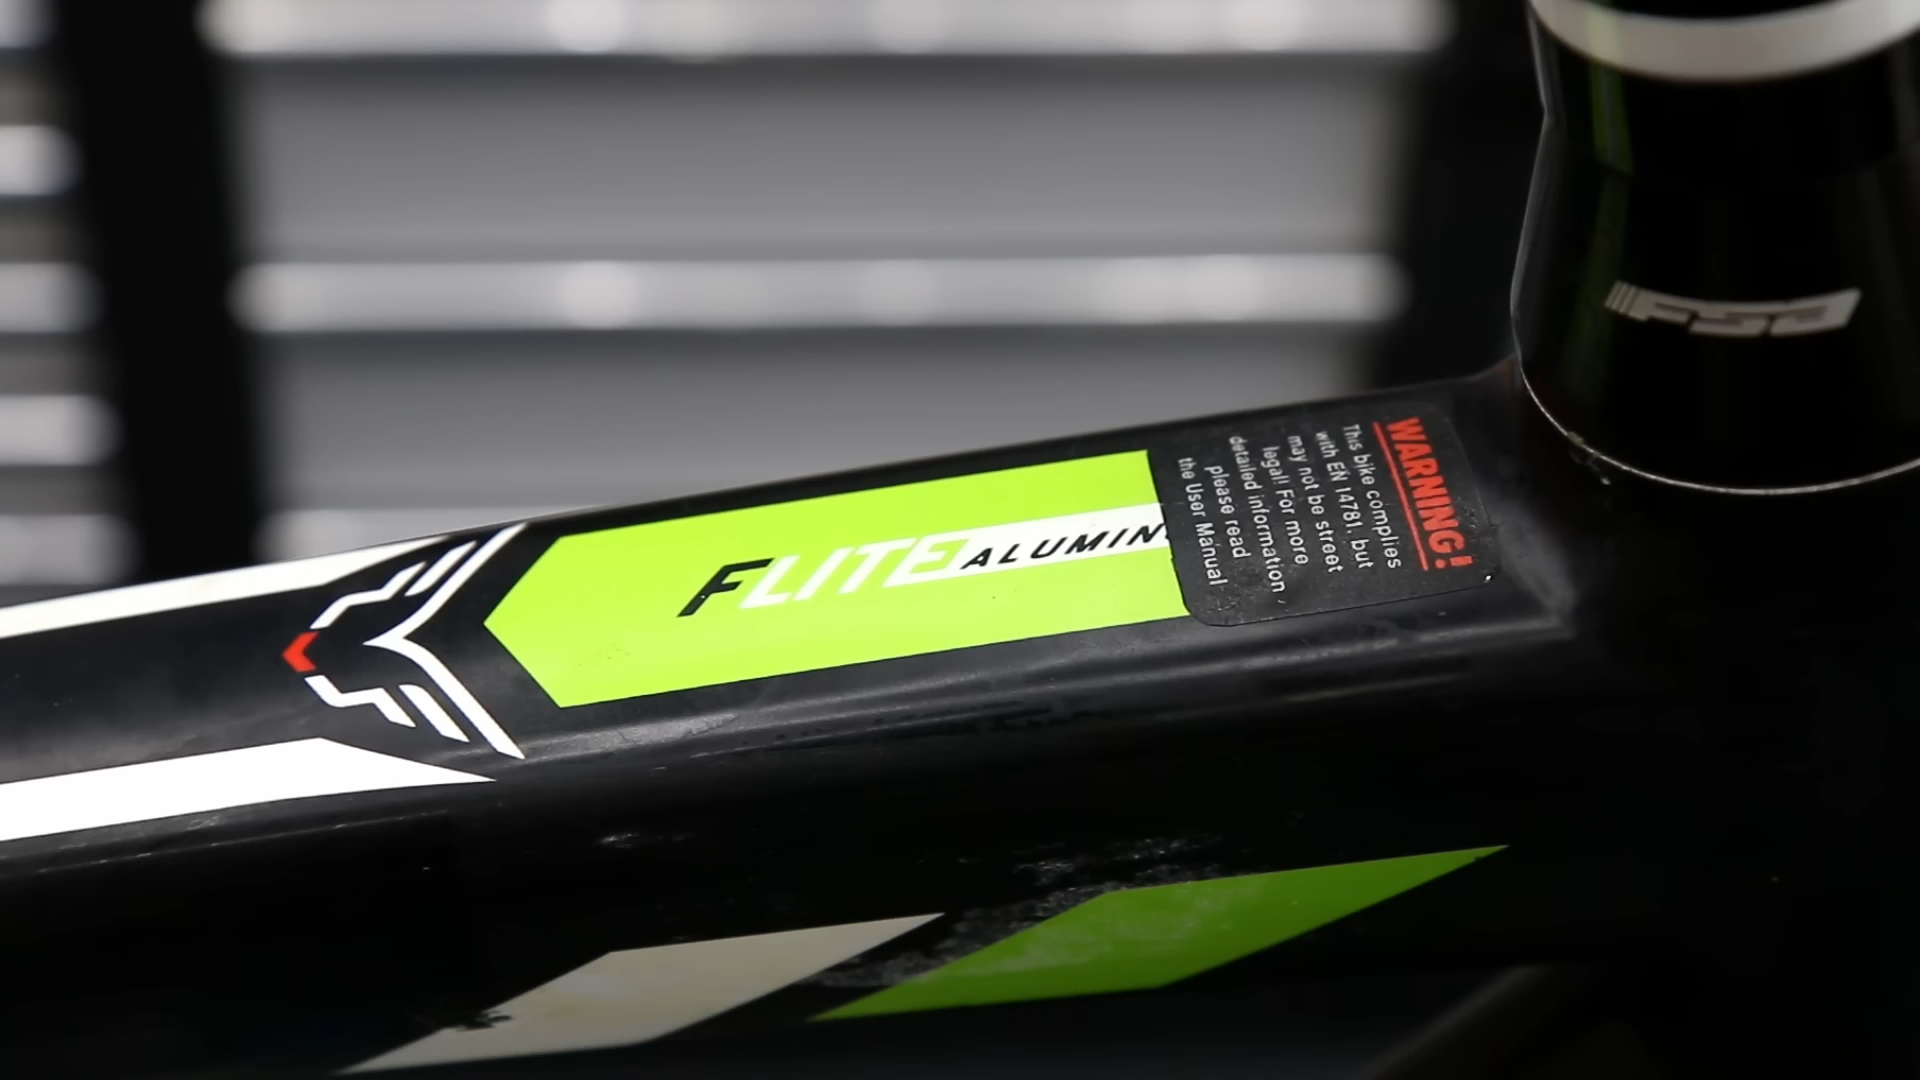 FSA
FLITE ALUMIN
WARNING!
This bike complies
with EN 14781. but
may not be street
legal! For more
detailed information
please read
the User Manual